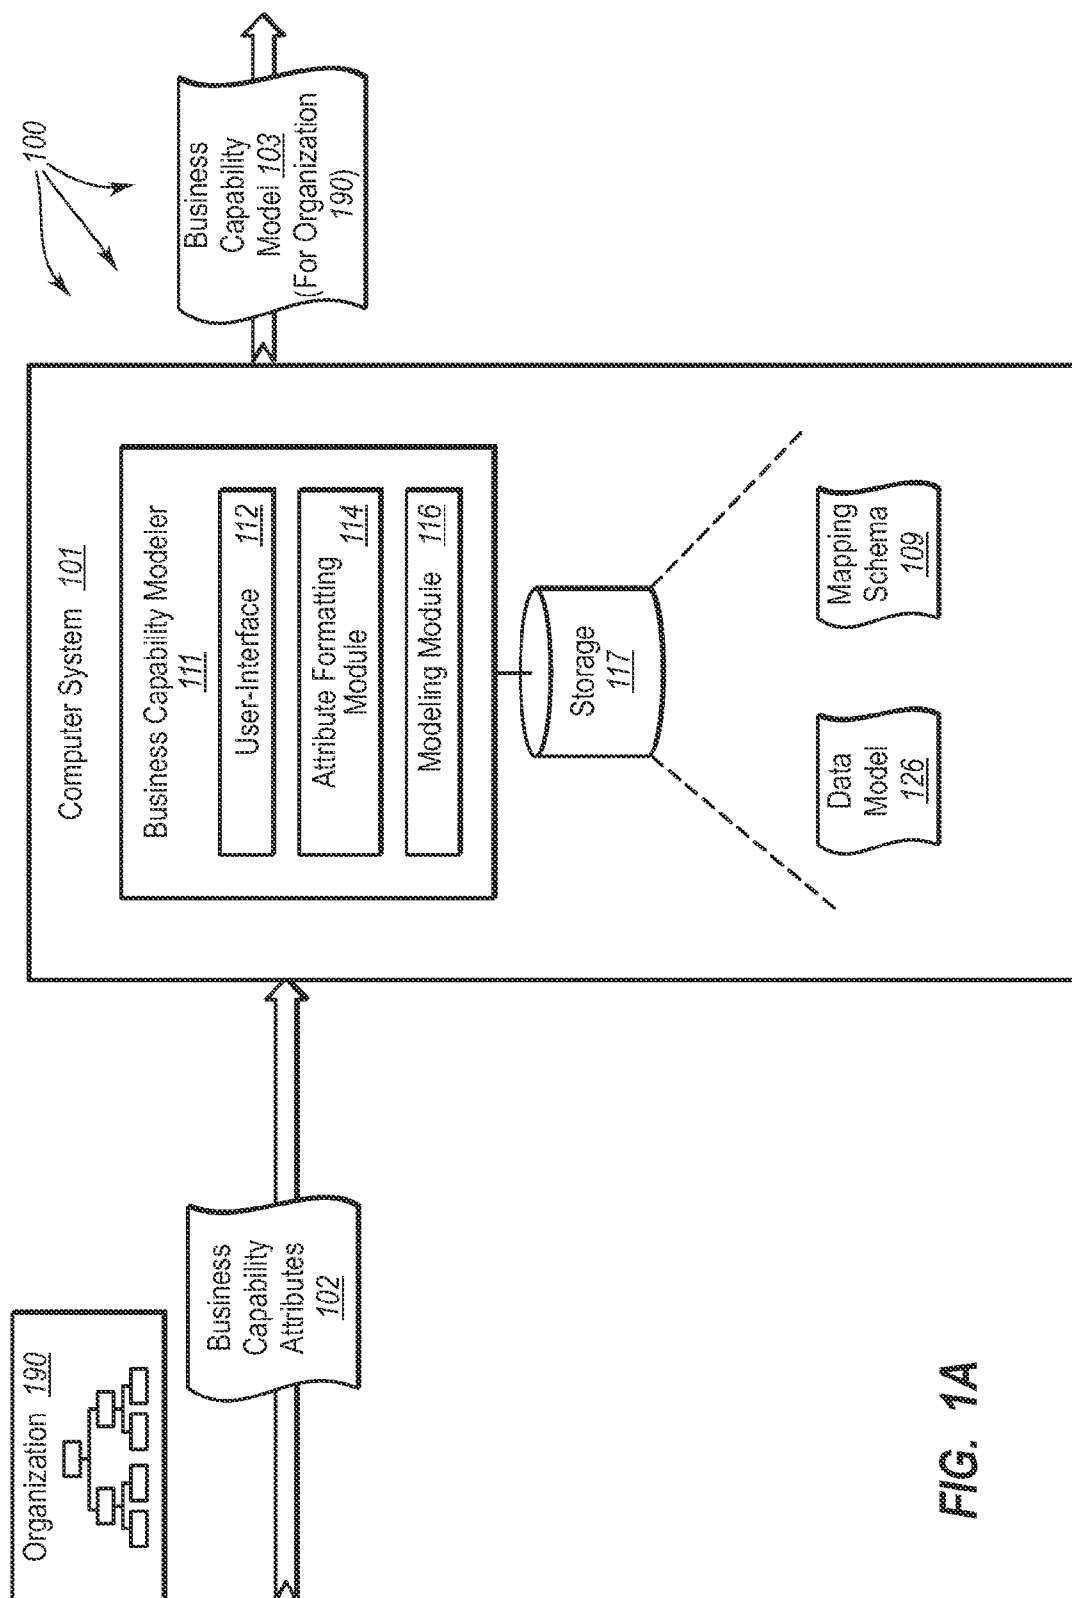 100
Organization 190
Business
Capability
Attributes
102
Computer System 101
Business Capability Modeler
111
User-Interface 112
Attribute Formatting
Module 114
Modeling Module 116
Storage
117
Data
Model
126
Mapping
Schema
109
Business
Capability
Model 103
(For Organization
190)
FIG. 1A